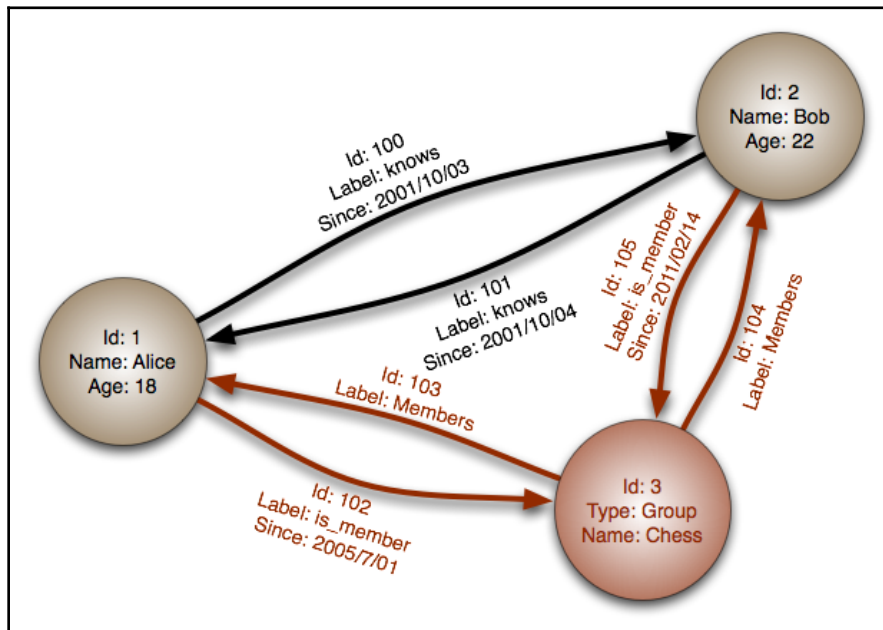 Id: 2
Name: Bob
Age: 22
Id: 100
Label: knows
Since: 2001/10/03
Id: 101
Label: knows
Since: 2001/10/04
Id: 105
Label: is_member
Since: 2011/02/14
Id: 104
Label: Members
Id: 1
Name: Alice
Age: 18
Id: 103
Label: Members
Id: 102
Label: is_member
Since: 2005/7/01
Id: 3
Type: Group
Name: Chess